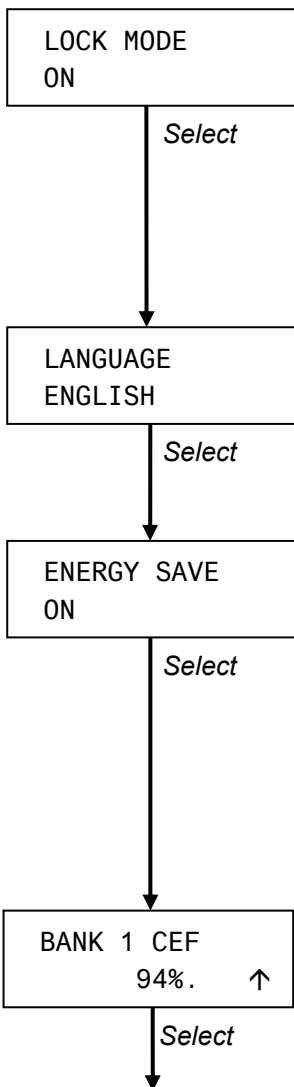 LOCK MODE
ON
Select
LANGUAGE
ENGLISH
Select
ENERGY SAVE
ON
Select
BANK 1 CEF
94%. ↑
Select